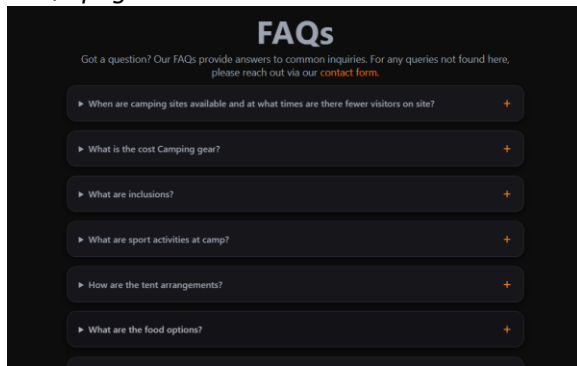 FAQs
Got a question? Our FAQs provide answers to common inquiries. For any queries not found here,
please reach out via our contact form.
▶ When are camping sites available and at what times are there fewer visitors on site? +
▶ What is the cost Camping gear? +
▶ What are inclusions? +
▶ What are sport activities at camp? +
▶ How are the tent arrangements? +
▶ What are the food options? +